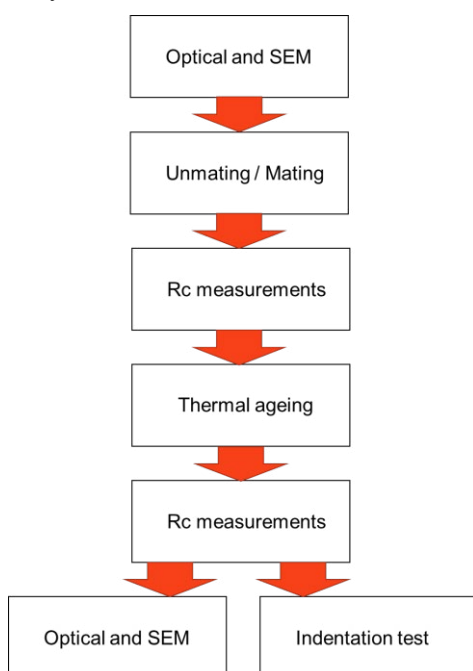 Optical and SEM
Unmating / Mating
Rc measurements
Thermal ageing
Rc measurements
Optical and SEM
Indentation test